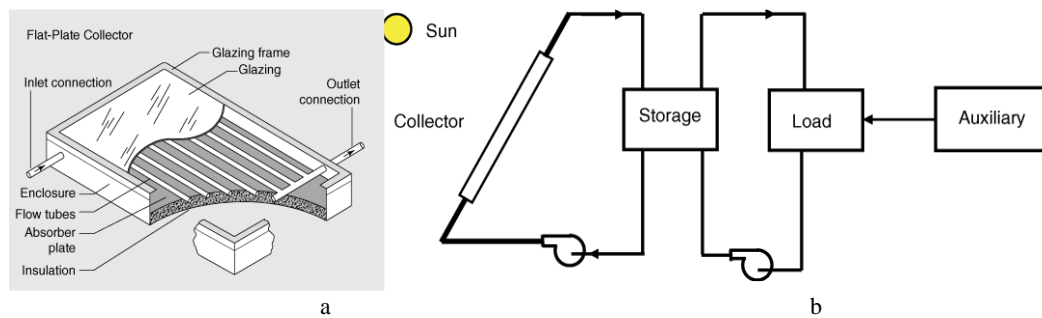 Flat-Plate Collector
Glazing frame
Glazing
Inlet connection
Outlet
connection
Enclosure
Flow tubes
Absorber
plate
Insulation
a
Sun
Collector
Storage
Load
Auxiliary
b